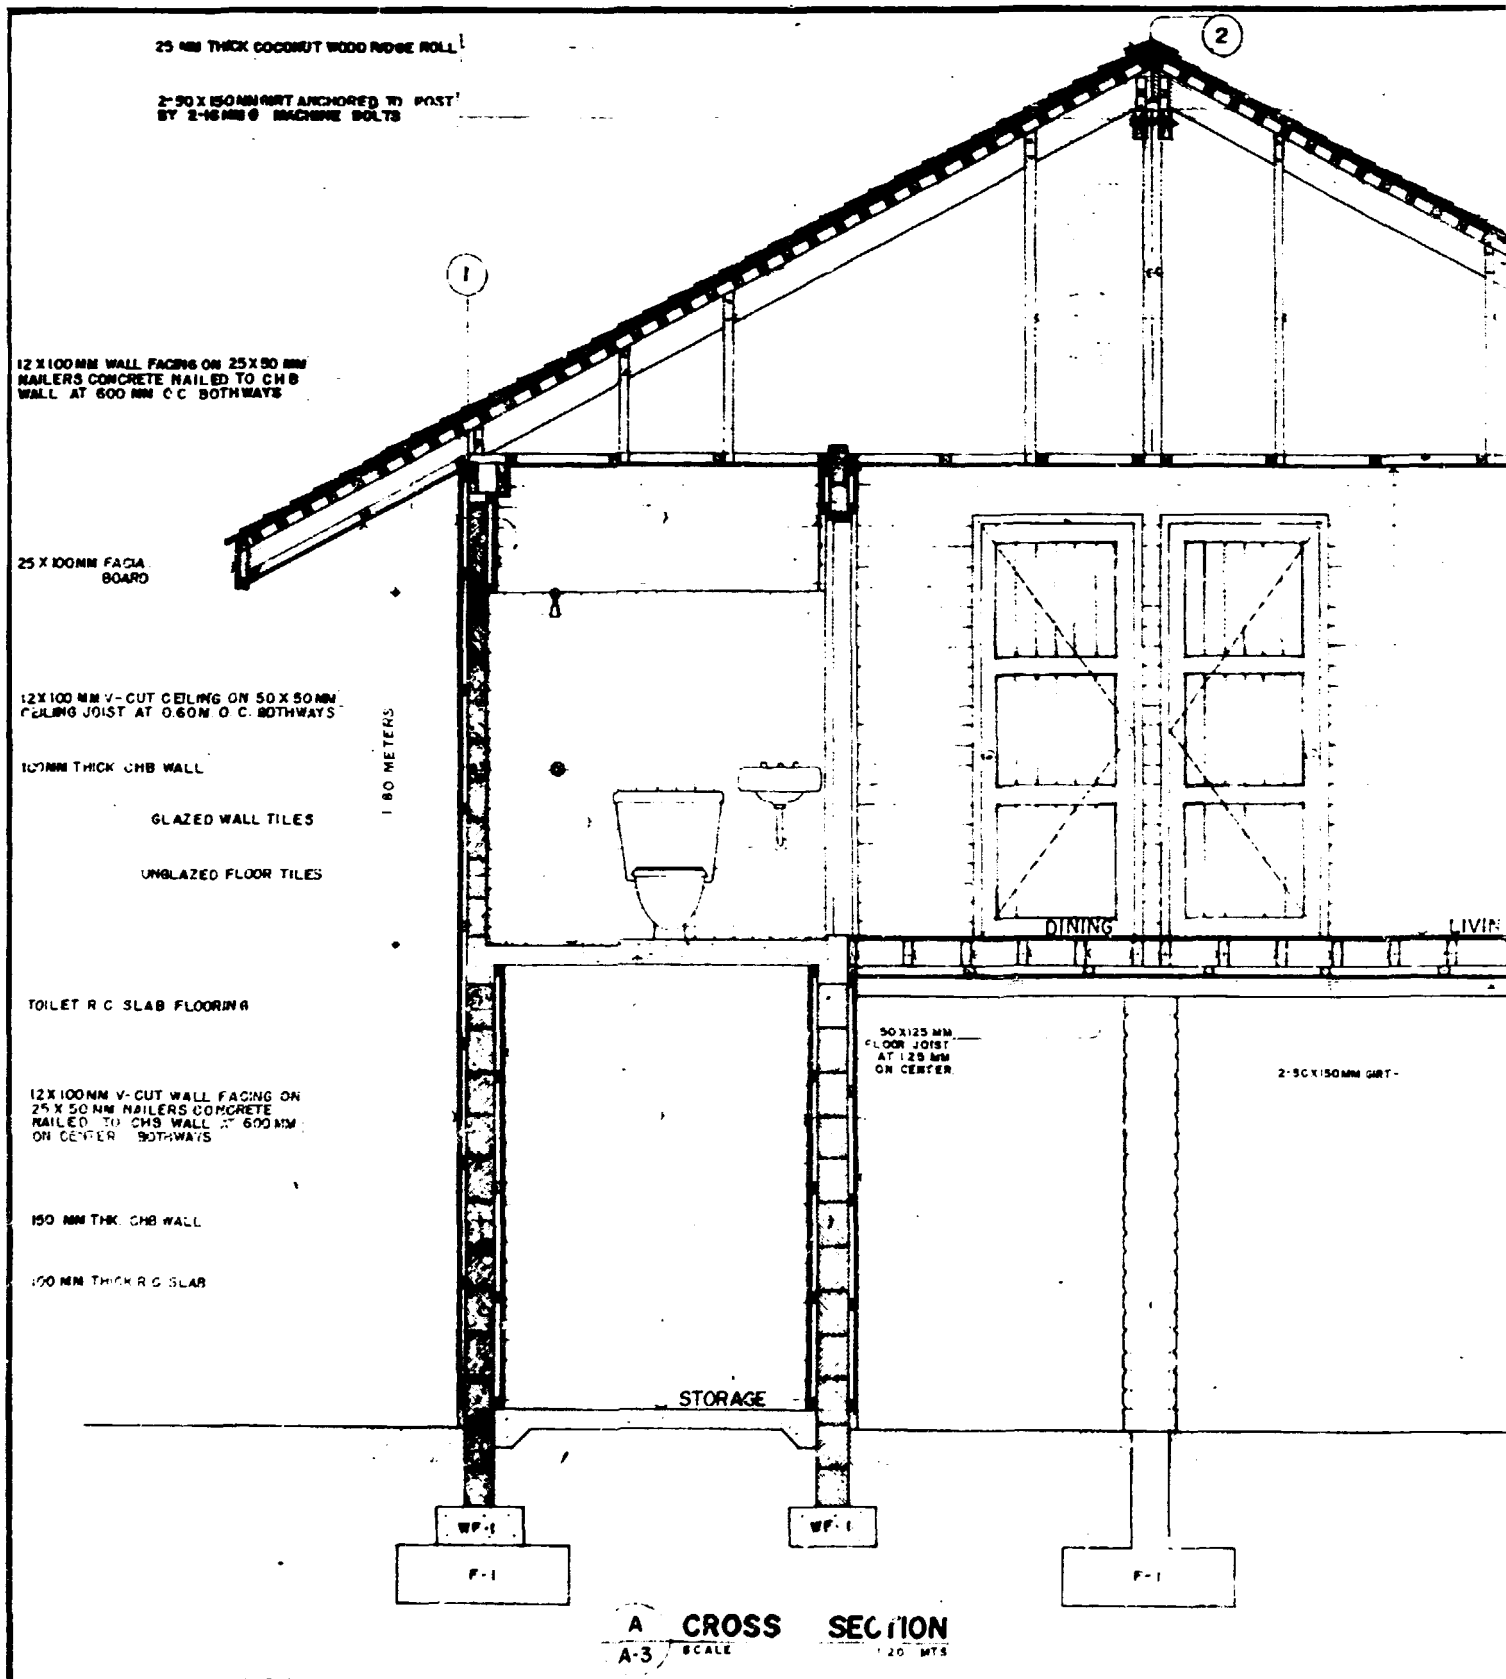 25 MM THICK COCONUT WOOD RIDGE ROLL
2
2-50 X 150 MM GIRT ANCHORED TO POST
BY 2-16 MM Ø MACHINE BOLTS
1
12 X 100 MM WALL FACING ON 25 X 50 MM
NAILERS CONCRETE NAILED TO CHB
WALL AT 600 MM O C BOTHWAYS
25 X 100 MM FACIA
BOARD
12 X 100 MM V-CUT CEILING ON 50 X 50 MM
CEILING JOIST AT 0.60 M. O. C. BOTHWAYS
1 80 METERS
100 MM THICK CHB WALL
GLAZED WALL TILES
UNGLAZED FLOOR TILES
DINING
LIVIN
TOILET R C SLAB FLOORING
50 X 125 MM
FLOOR JOIST
AT 125 MM
ON CENTER
2-50 X 150 MM GIRT
12 X 100 MM V-CUT WALL FACING ON
25 X 50 MM NAILERS CONCRETE
NAILED TO CHB WALL AT 600 MM
ON CENTER BOTHWAYS
150 MM THK. CHB WALL
100 MM THICK R C SLAB
STORAGE
WF-1
WF-1
F-1
F-1
A
A-3
CROSS SECTION
SCALE 1 20 MTS